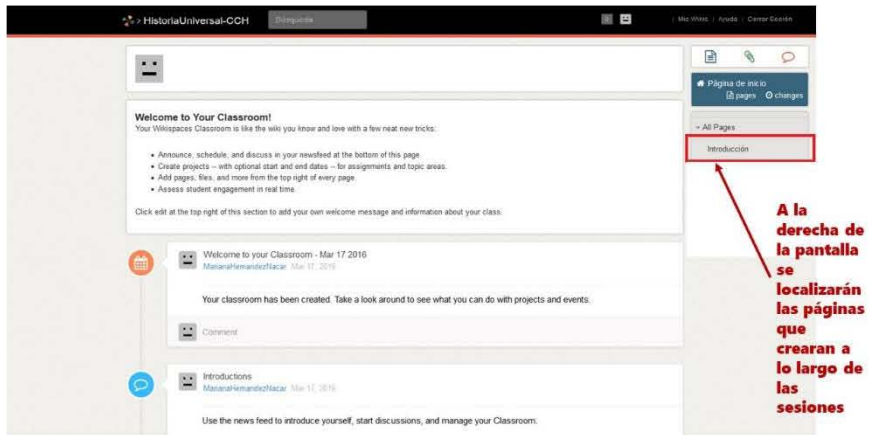 > HistoriaUniversal-CCH
Búsqueda
| Mis Wikis | Ayuda | Cerrar Sesión
Página de inicio
pages changes
All Pages
Introducción
Welcome to Your Classroom!
Your Wikispaces Classroom is like the wiki you know and love with a few neat new tricks:
• Announce, schedule, and discuss in your newsfeed at the bottom of this page.
• Create projects -- with optional start and end dates -- for assignments and topic areas.
• Add pages, files, and more from the top right of every page.
• Assess student engagement in real time.
Click edit at the top right of this section to add your own welcome message and information about your class.
Welcome to your Classroom - Mar 17 2016
MarianaHernandezNacar Mar 17, 2016
Your classroom has been created. Take a look around to see what you can do with projects and events.
Comment
Introductions
MarianaHernandezNacar Mar 17, 2016
Use the news feed to introduce yourself, start discussions, and manage your Classroom.
A la
derecha de
la pantalla
se
localizarán
las páginas
que
crearan a
lo largo de
las
sesiones